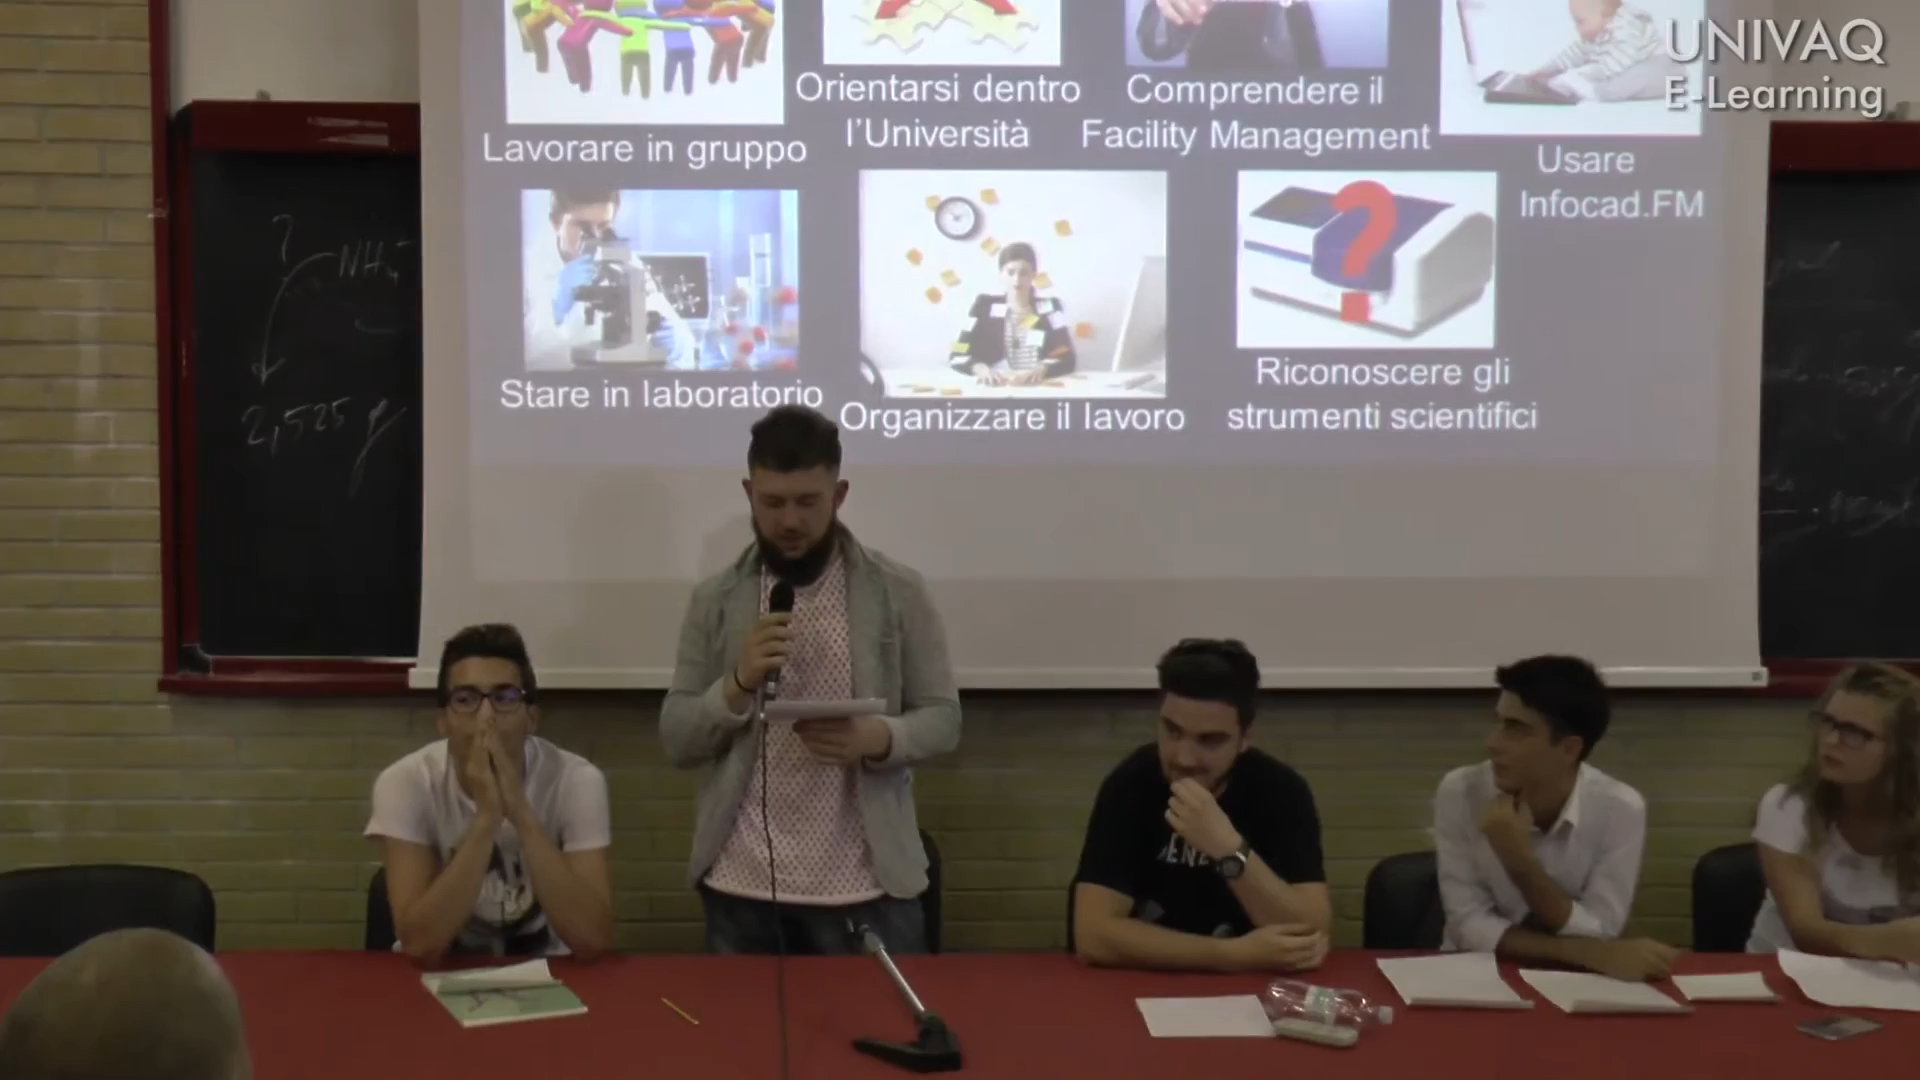 UNIVAQ
E-Learning
Orientarsi dentro
l'Università
Comprendere il
Facility Management
Lavorare in gruppo
Usare
Infocad.FM
Stare in laboratorio
Organizzare il lavoro
Riconoscere gli
strumenti scientifici
?
NH4
2,525 g